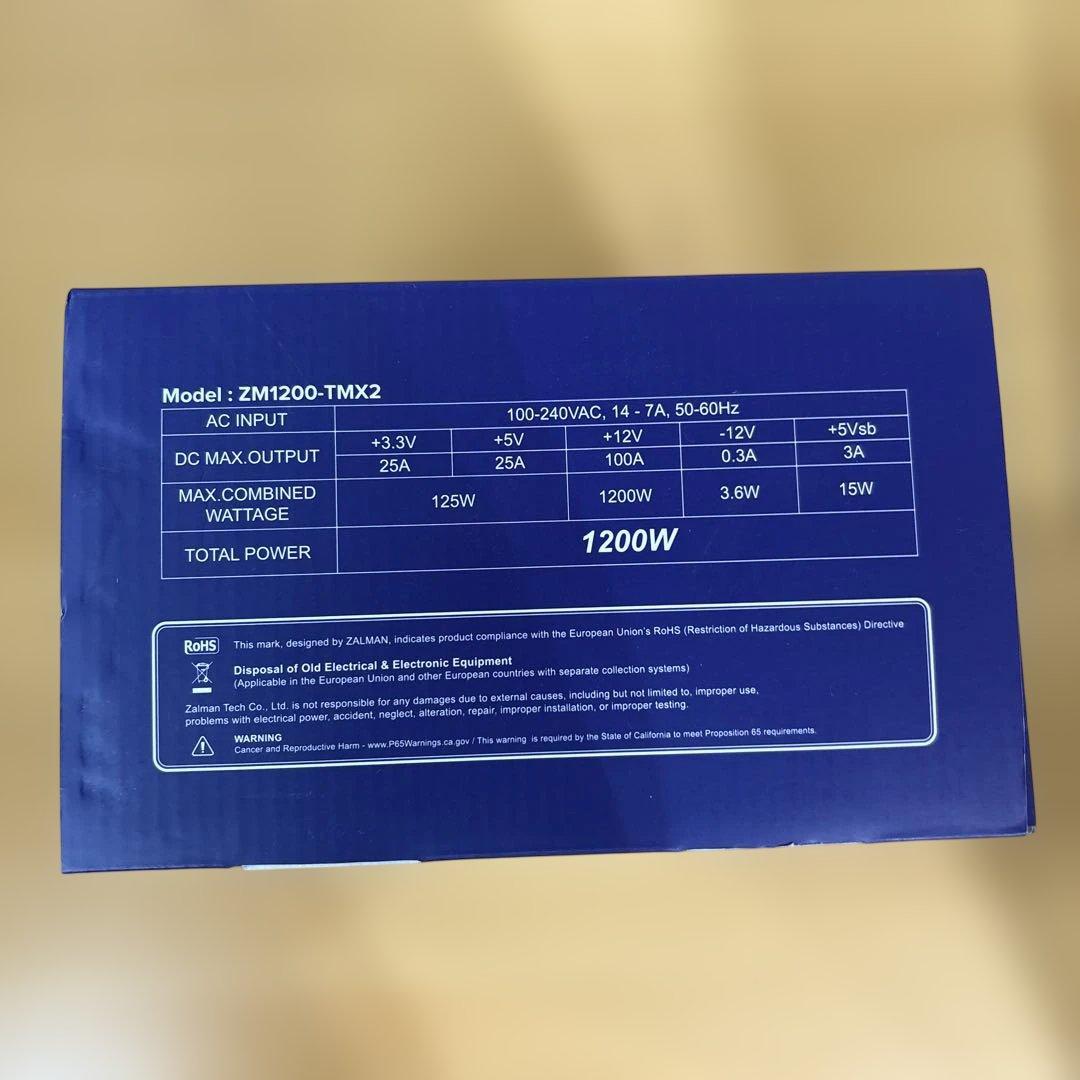 Model : ZM1200-TMX2
AC INPUT 100-240VAC, 14 - 7A, 50-60Hz
DC MAX.OUTPUT +3.3V +5V +12V -12V +5Vsb
25A 25A 100A 0.3A 3A
MAX.COMBINED WATTAGE 125W 1200W 3.6W 15W
TOTAL POWER 1200W
RoHS This mark, designed by ZALMAN, indicates product compliance with the European Union's RoHS (Restriction of Hazardous Substances) Directive
Disposal of Old Electrical & Electronic Equipment
(Applicable in the European Union and other European countries with separate collection systems)
Zalman Tech Co., Ltd. is not responsible for any damages due to external causes, including but not limited to, improper use,
problems with electrical power, accident, neglect, alteration, repair, improper installation, or improper testing.
WARNING
Cancer and Reproductive Harm - www.P65Warnings.ca.gov / This warning is required by the State of California to meet Proposition 65 requirements.